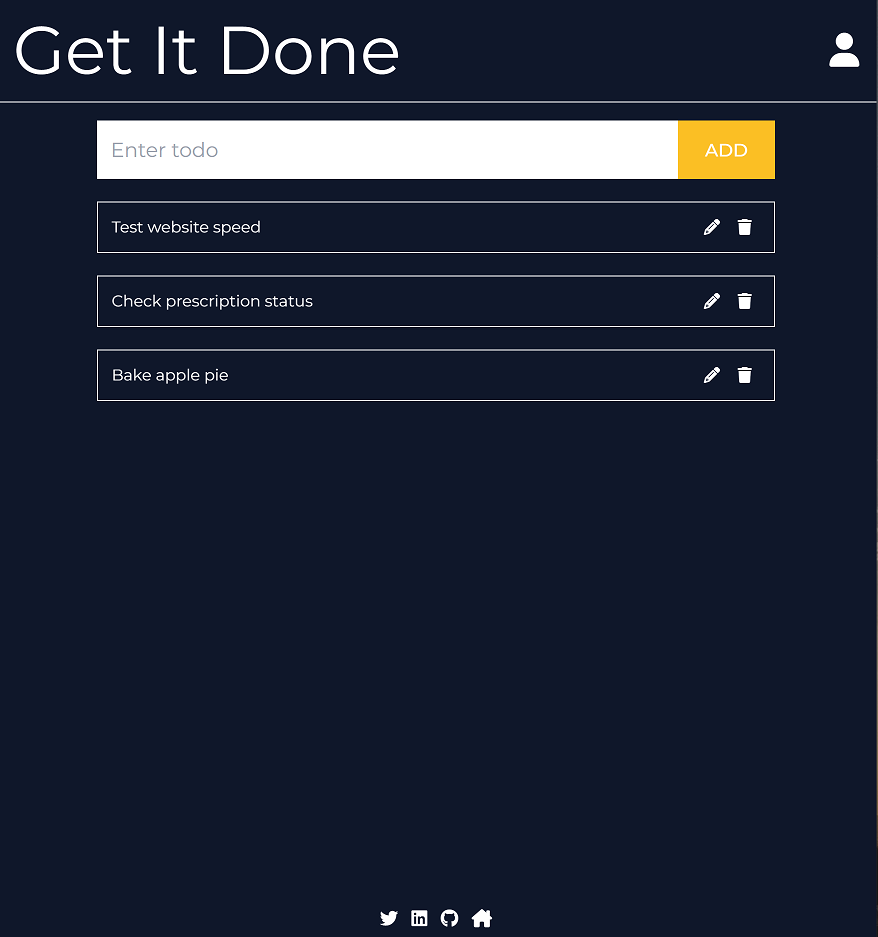 Get It Done
Enter todo
ADD
Test website speed
Check prescription status
Bake apple pie